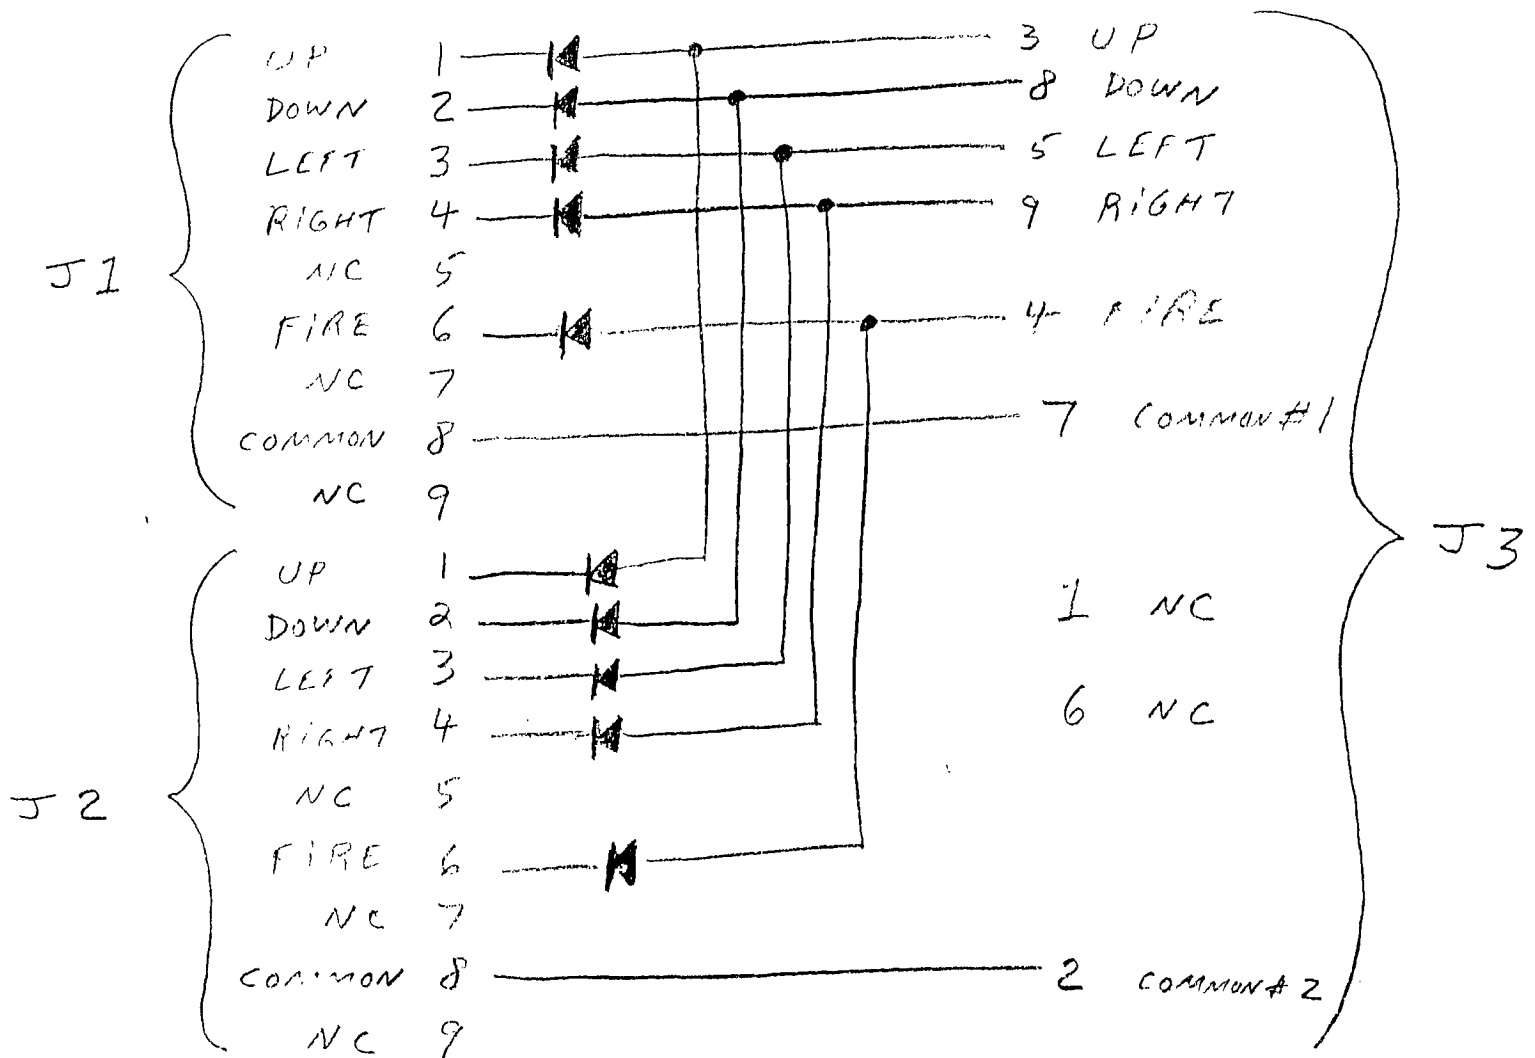 J1
UP 1
DOWN 2
LEFT 3
RIGHT 4
NC 5
FIRE 6
NC 7
COMMON 8
NC 9
J2
UP 1
DOWN 2
LEFT 3
RIGHT 4
NC 5
FIRE 6
NC 7
COMMON 8
NC 9
3 UP
8 DOWN
5 LEFT
9 RIGHT
4 FIRE
7 COMMON#1
J3
1 NC
6 NC
2 COMMON#2